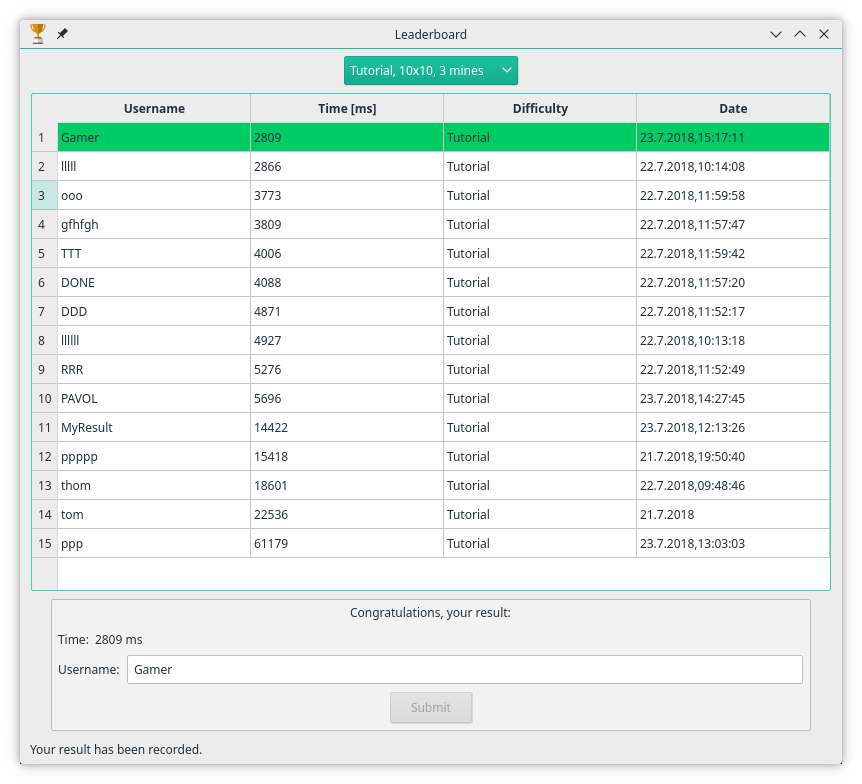 Leaderboard
Tutorial, 10x10, 3 mines
Username Time [ms] Difficulty Date
1 Gamer 2809 Tutorial 23.7.2018,15:17:11
2 lllll 2866 Tutorial 22.7.2018,10:14:08
3 ooo 3773 Tutorial 22.7.2018,11:59:58
4 gfhfgh 3809 Tutorial 22.7.2018,11:57:47
5 TTT 4006 Tutorial 22.7.2018,11:59:42
6 DONE 4088 Tutorial 22.7.2018,11:57:20
7 DDD 4871 Tutorial 22.7.2018,11:52:17
8 llllll 4927 Tutorial 22.7.2018,10:13:18
9 RRR 5276 Tutorial 22.7.2018,11:52:49
10 PAVOL 5696 Tutorial 23.7.2018,14:27:45
11 MyResult 14422 Tutorial 23.7.2018,12:13:26
12 ppppp 15418 Tutorial 21.7.2018,19:50:40
13 thom 18601 Tutorial 22.7.2018,09:48:46
14 tom 22536 Tutorial 21.7.2018
15 ppp 61179 Tutorial 23.7.2018,13:03:03
Congratulations, your result:
Time: 2809 ms
Username: Gamer
Submit
Your result has been recorded.